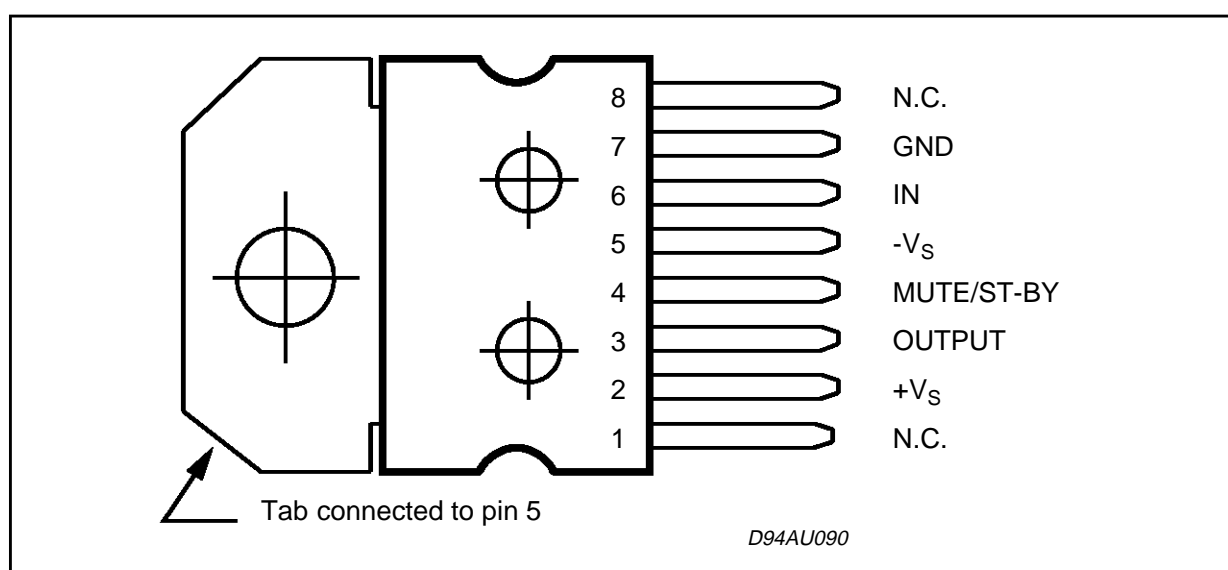 8 N.C.
7 GND
6 IN
5 -VS
4 MUTE/ST-BY
3 OUTPUT
2 +VS
1 N.C.
Tab connected to pin 5
D94AU090